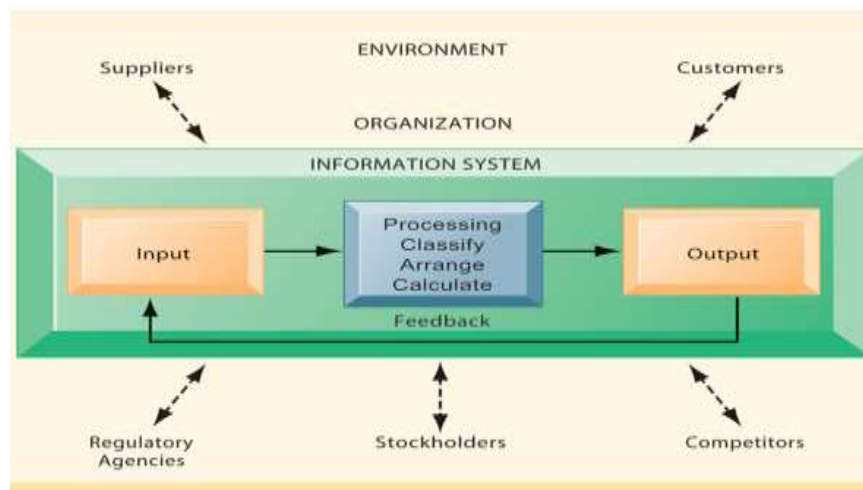 ENVIRONMENT
Suppliers
Customers
ORGANIZATION
INFORMATION SYSTEM
Input
Processing
Classify
Arrange
Calculate
Output
Feedback
Regulatory
Agencies
Stockholders
Competitors